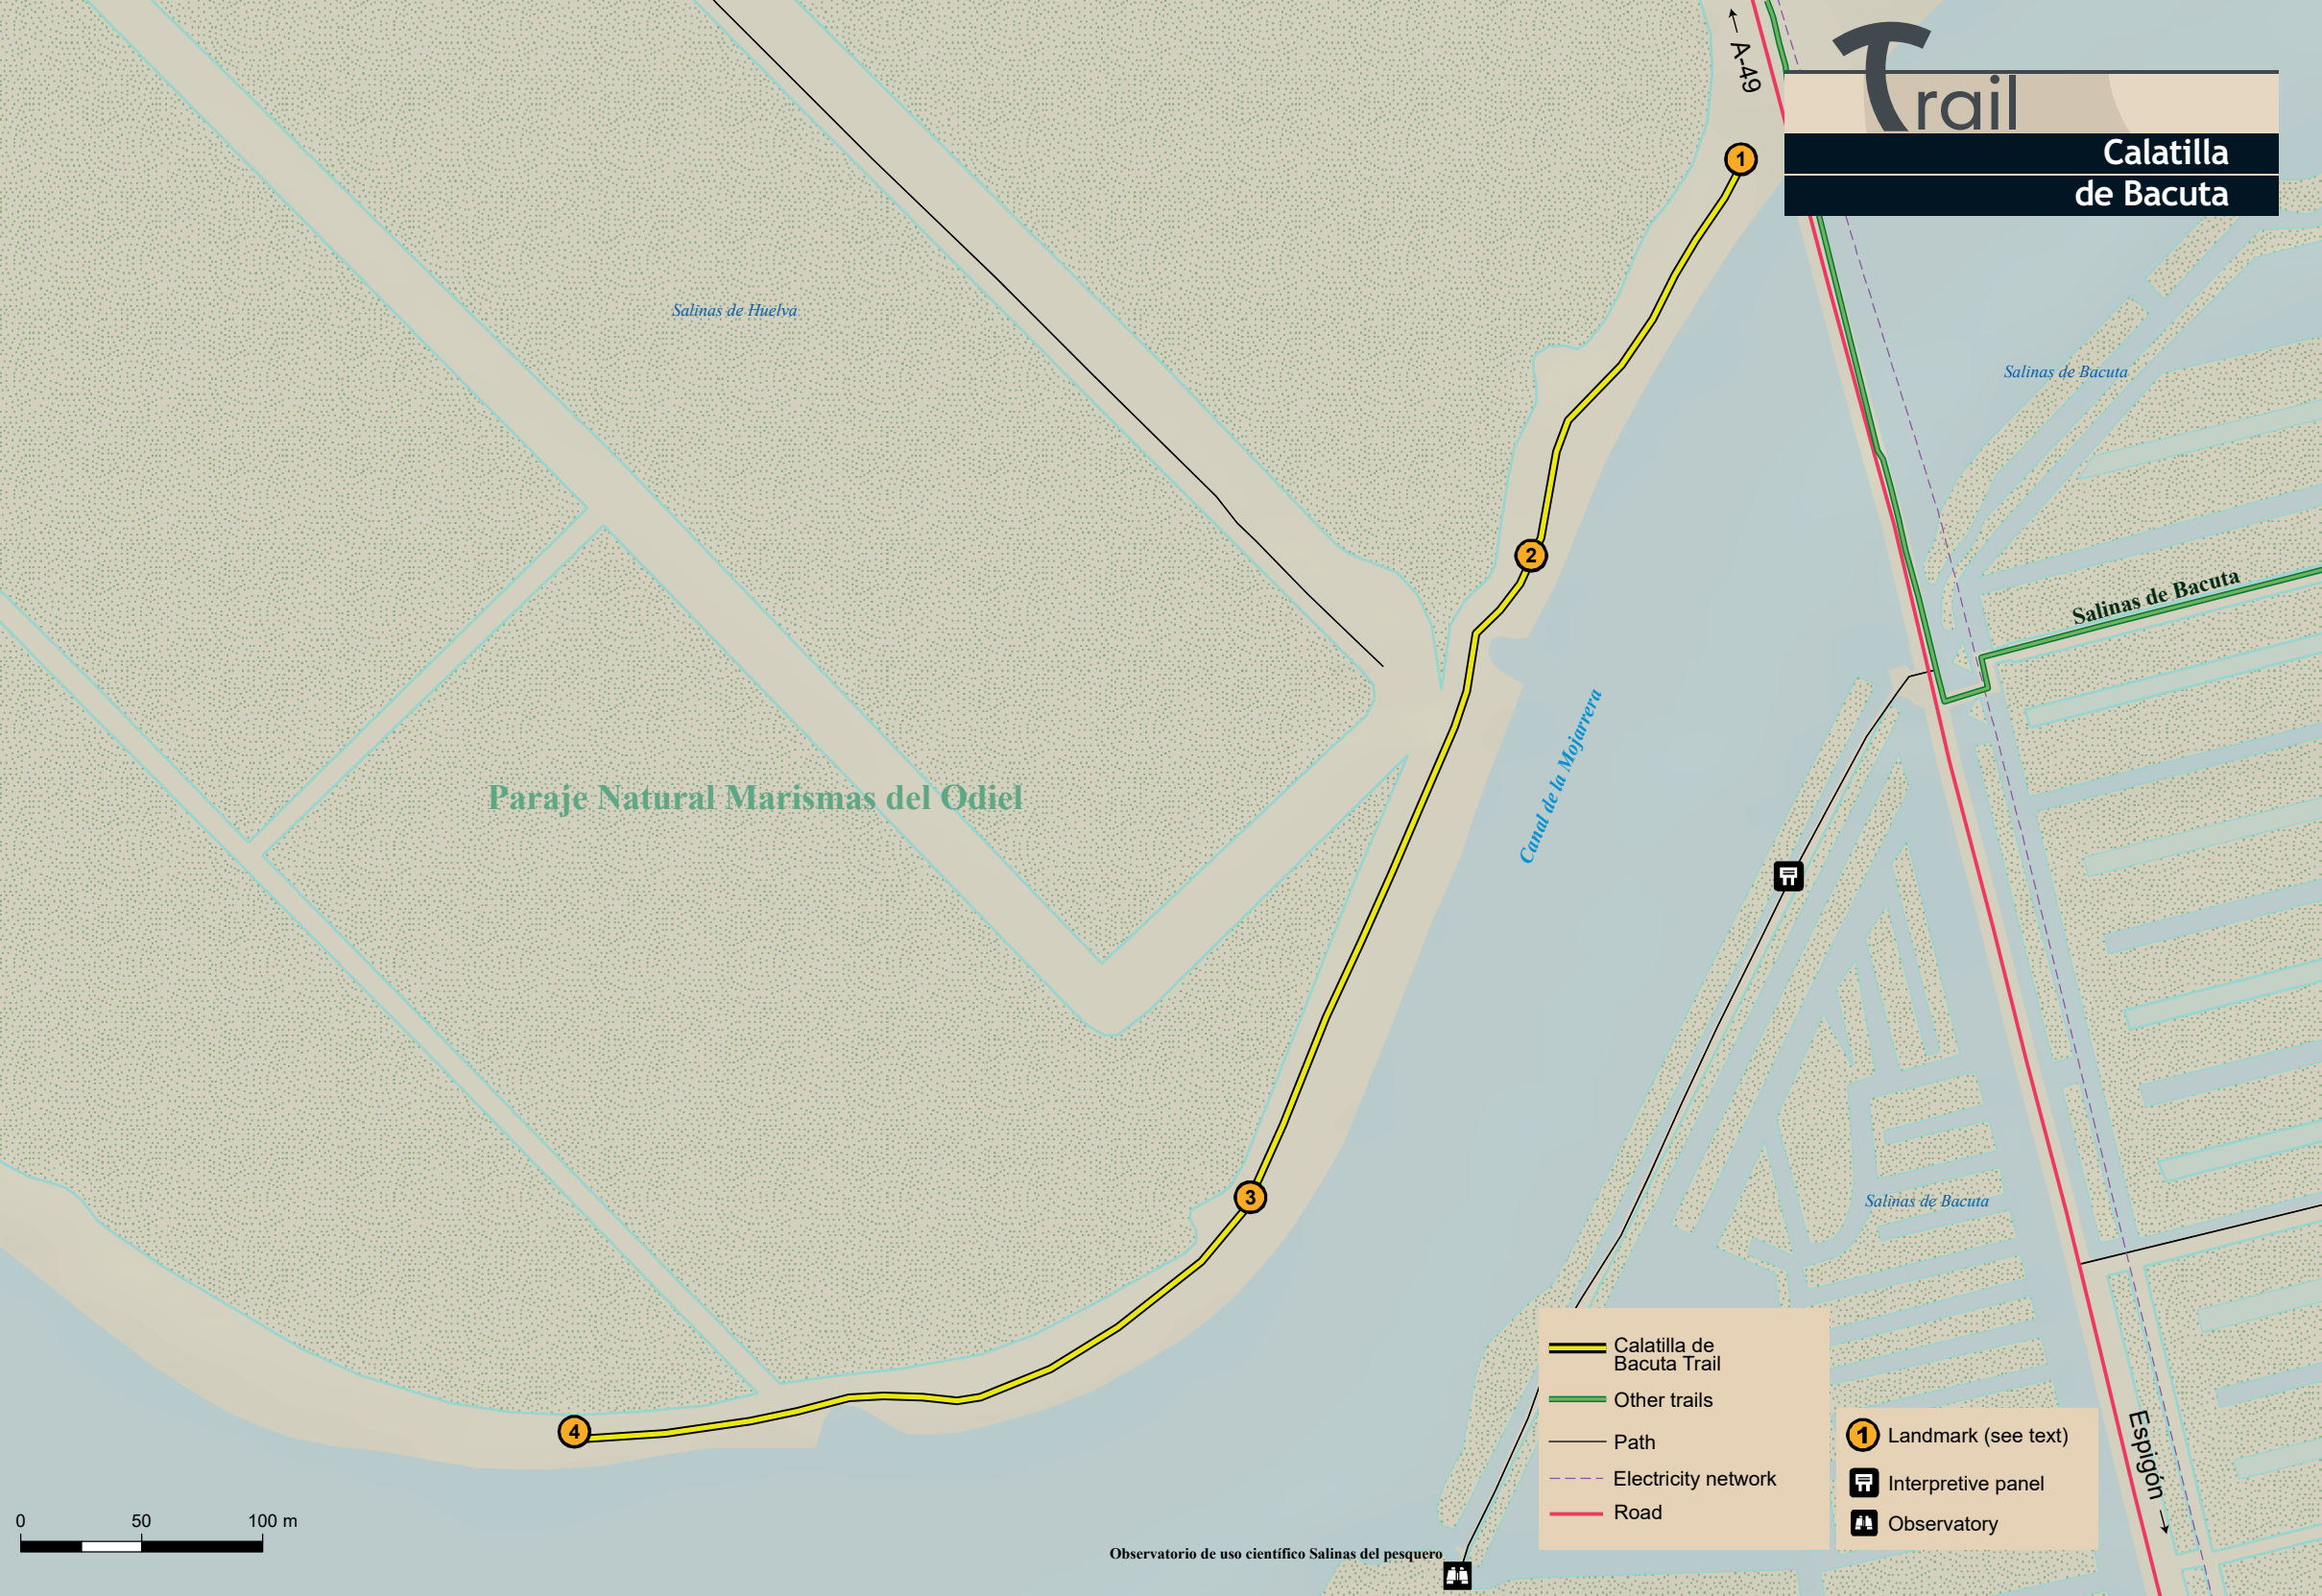 ← A-49
Trail
Calatilla
de Bacuta
1
Salinas de Huelva
Salinas de Bacuta
2
Salinas de Bacuta
Canal de la Mojarrera
Paraje Natural Marismas del Odiel
3
Salinas de Bacuta
4
Calatilla de
Bacuta Trail
Other trails
Path
Electricity network
Road
1 Landmark (see text)
Interpretive panel
Observatory
Espigón →
0 50 100 m
Observatorio de uso científico Salinas del pesquero